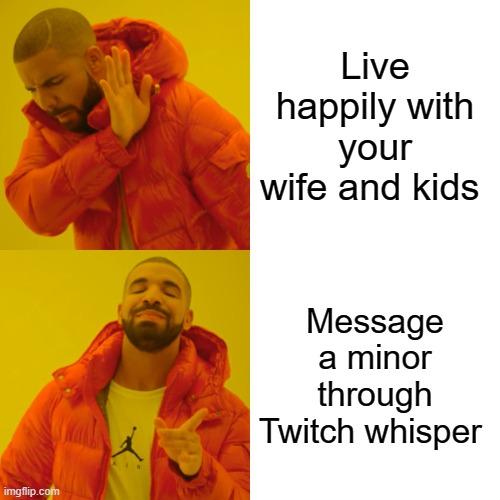 Live
happily with
your
wife and kids
Message
a minor
through
Twitch whisper
imgflip.com